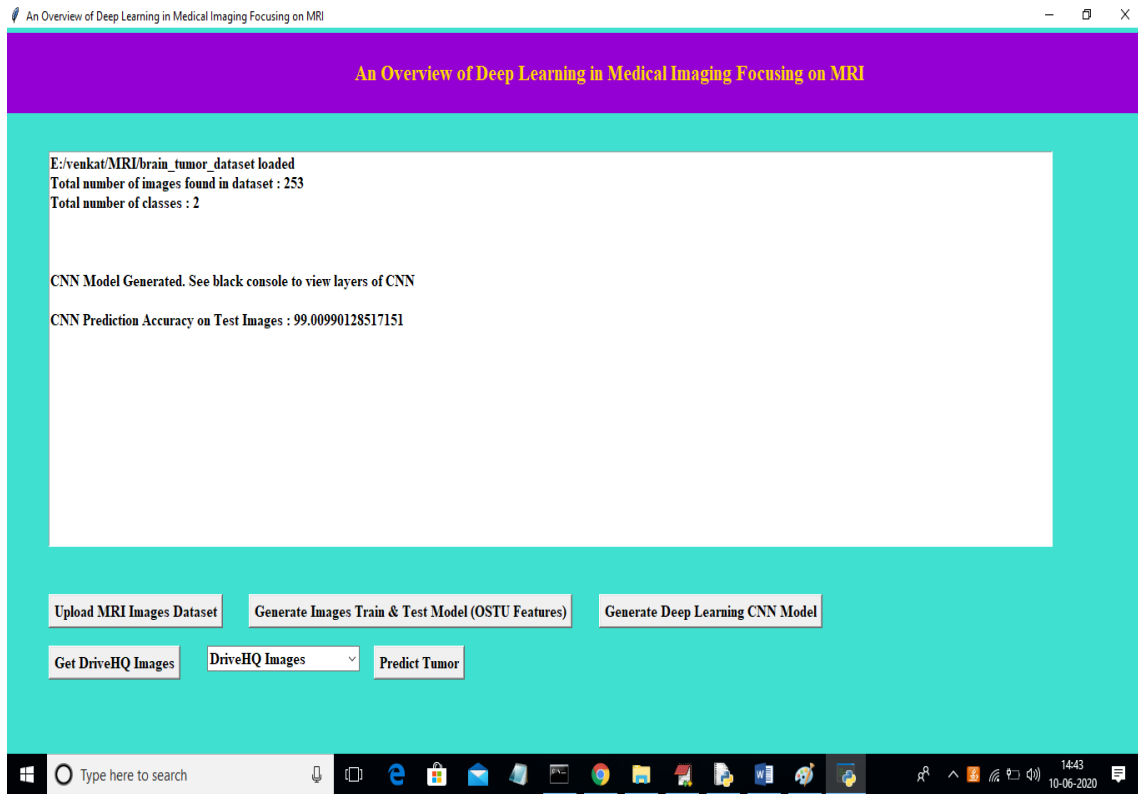 An Overview of Deep Learning in Medical Imaging Focusing on MRI
An Overview of Deep Learning in Medical Imaging Focusing on MRI
E:/venkat/MRI/brain_tumor_dataset loaded
Total number of images found in dataset : 253
Total number of classes : 2
CNN Model Generated. See black console to view layers of CNN
CNN Prediction Accuracy on Test Images : 99.00990128517151
Upload MRI Images Dataset
Generate Images Train & Test Model (OSTU Features)
Generate Deep Learning CNN Model
Get DriveHQ Images
DriveHQ Images
Predict Tumor
Type here to search
14:43
10-06-2020